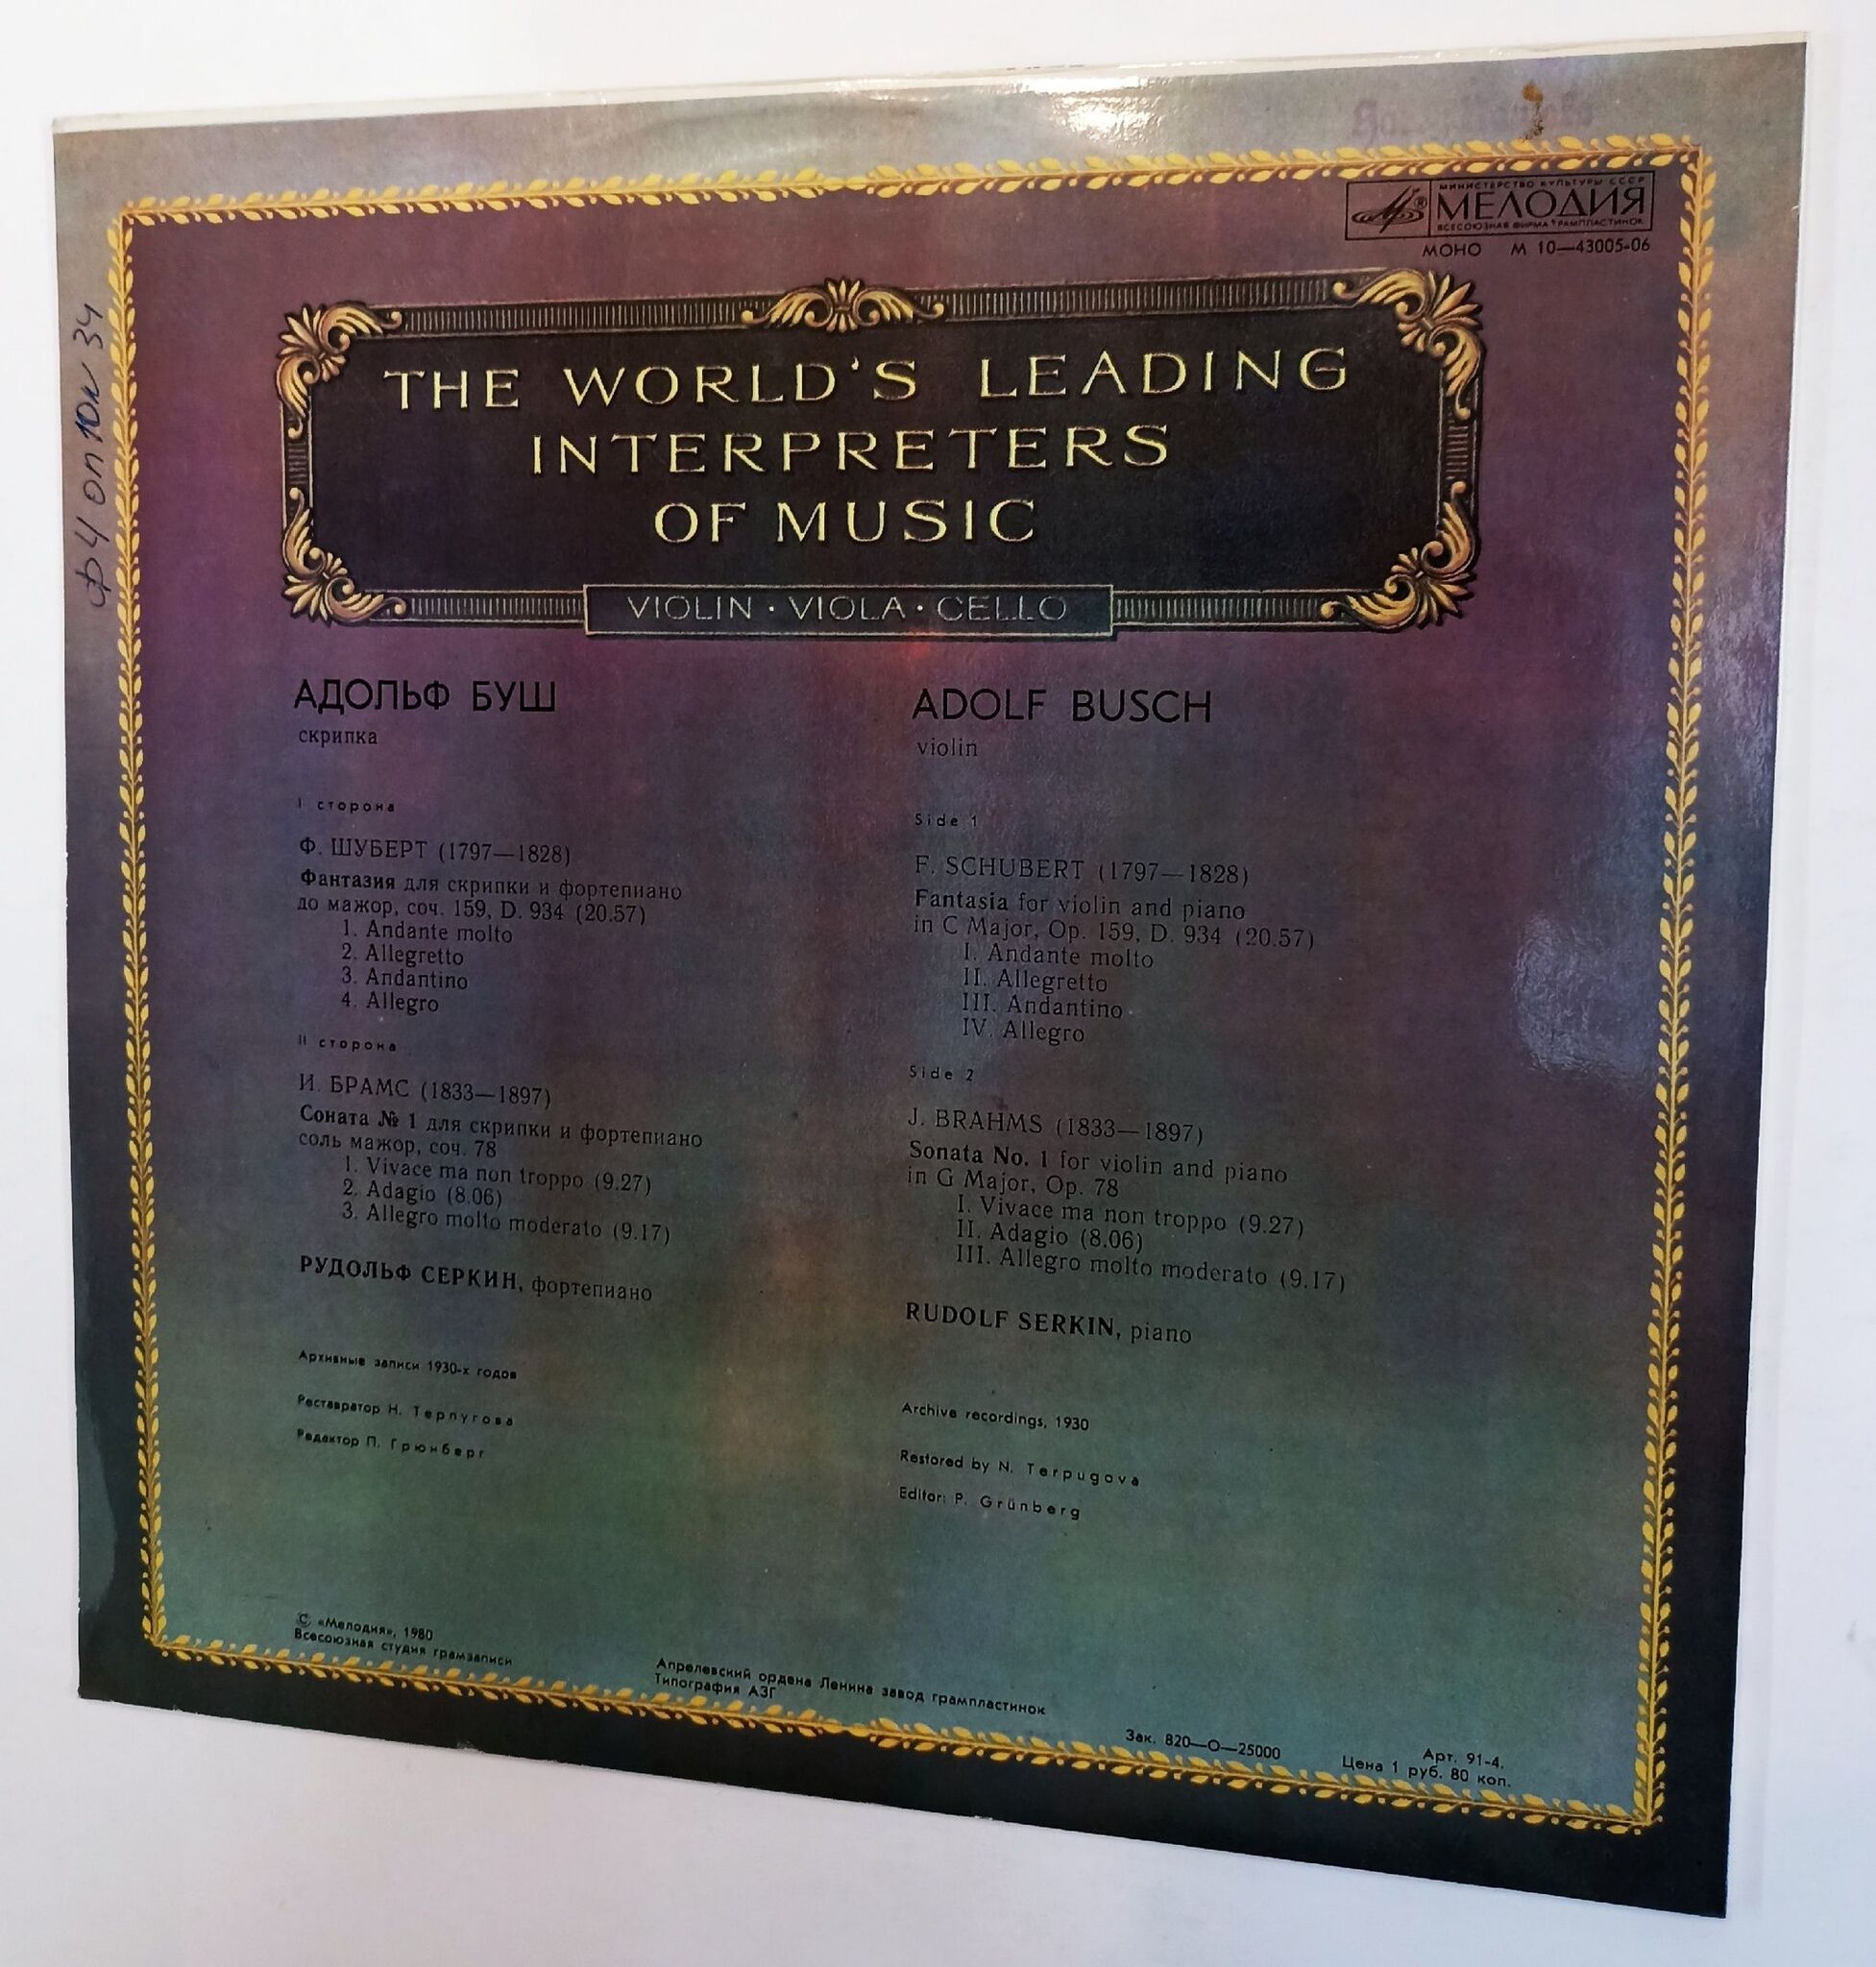 МИНИСТЕРСТВО КУЛЬТУРЫ СССР
МЕЛОДИЯ
ВСЕСОЮЗНАЯ ФИРМА ГРАМПЛАСТИНОК
МОНО М 10—43005-06
THE WORLD'S LEADING
INTERPRETERS
OF MUSIC
VIOLIN · VIOLA · CELLO
АДОЛЬФ БУШ
скрипка
I сторона
Ф. ШУБЕРТ (1797—1828)
Фантазия для скрипки и фортепиано
до мажор, соч. 159, D. 934 (20.57)
1. Andante molto
2. Allegretto
3. Andantino
4. Allegro
II сторона
И. БРАМС (1833—1897)
Соната № 1 для скрипки и фортепиано
соль мажор, соч. 78
1. Vivace ma non troppo (9.27)
2. Adagio (8.06)
3. Allegro molto moderato (9.17)
РУДОЛЬФ СЕРКИН, фортепиано
Архивные записи 1930-х годов
Реставратор Н. Терпугова
Редактор П. Грюнберг
ADOLF BUSCH
violin
Side 1
F. SCHUBERT (1797—1828)
Fantasia for violin and piano
in C Major, Op. 159, D. 934 (20.57)
I. Andante molto
II. Allegretto
III. Andantino
IV. Allegro
Side 2
J. BRAHMS (1833—1897)
Sonata No. 1 for violin and piano
in G Major, Op. 78
I. Vivace ma non troppo (9.27)
II. Adagio (8.06)
III. Allegro molto moderato (9.17)
RUDOLF SERKIN, piano
Archive recordings, 1930
Restored by N. Terpugova
Editor: P. Grünberg
© «Мелодия», 1980
Всесоюзная студия грамзаписи
Апрелевский ордена Ленина завод грампластинок
Типография АЗГ
Зак. 820—О—25000
Арт. 91-4.
Цена 1 руб. 80 коп.